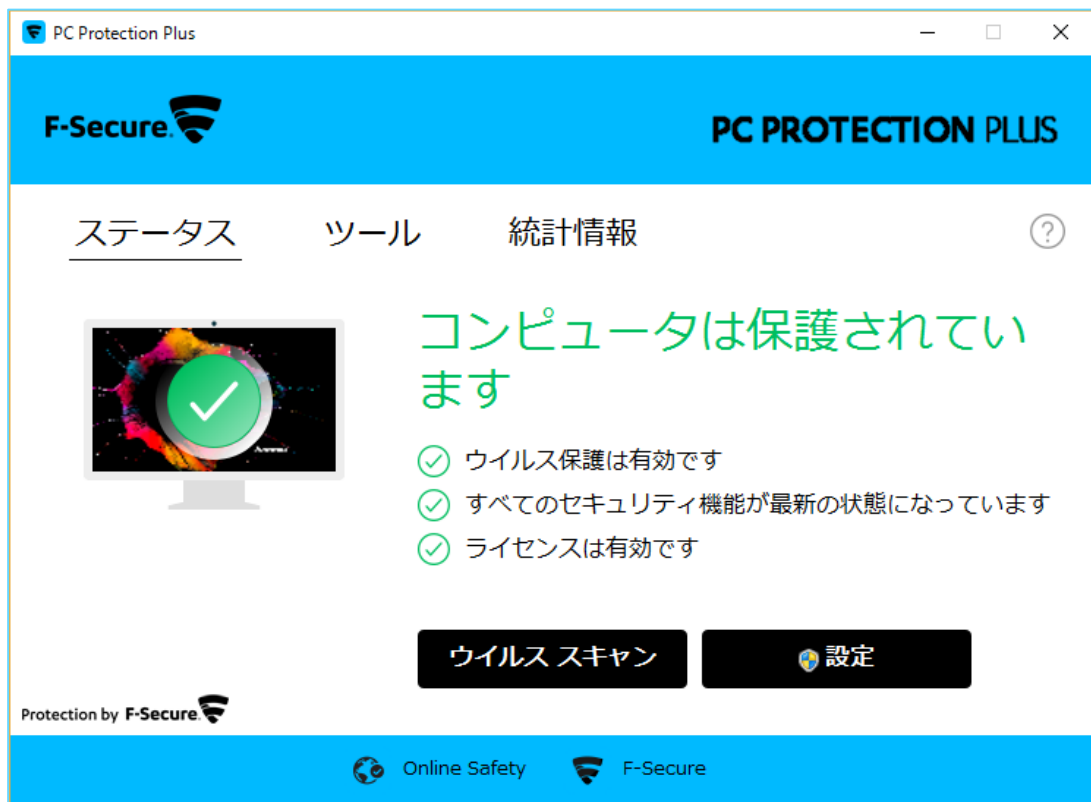 PC Protection Plus
F-Secure.
PC PROTECTION PLUS
ステータス ツール 統計情報
?
コンピュータは保護されてい
ます
ウイルス保護は有効です
すべてのセキュリティ機能が最新の状態になっています
ライセンスは有効です
ウイルス スキャン 設定
Protection by F-Secure.
Online Safety F-Secure